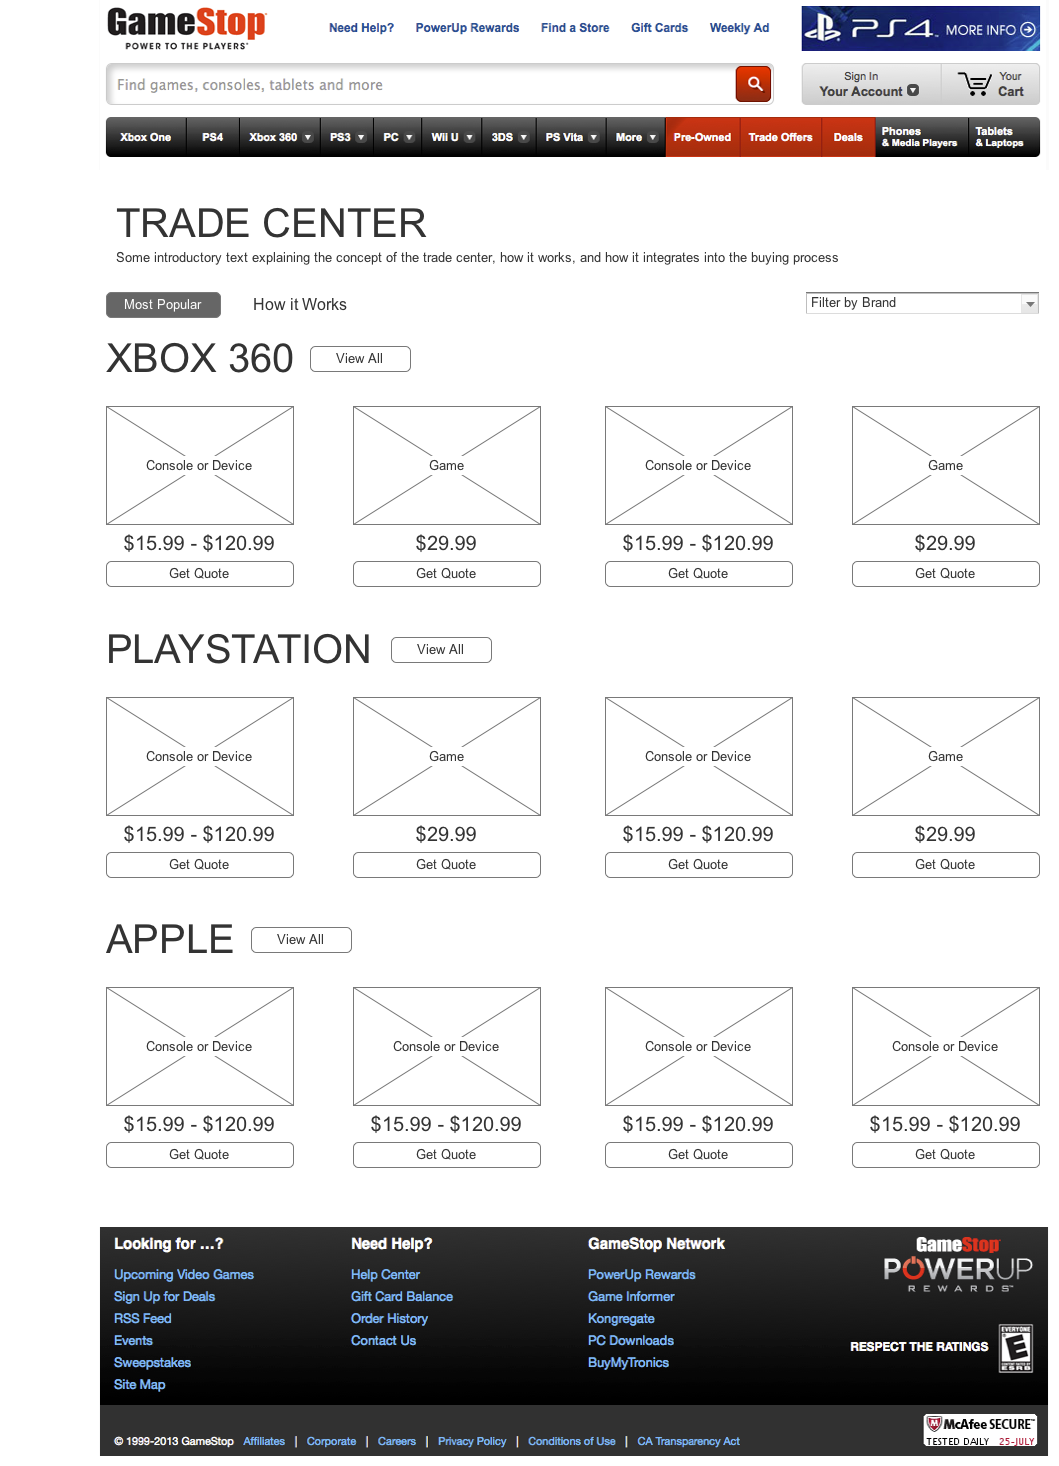 GameStop
POWER TO THE PLAYERS
Need Help? PowerUp Rewards Find a Store Gift Cards Weekly Ad
PS4 MORE INFO
Find games, consoles, tablets and more
Sign In
Your Account
Your
Cart
Xbox One PS4 Xbox 360 PS3 PC Wii U 3DS PS Vita More Pre-Owned Trade Offers Deals Phones & Media Players Tablets & Laptops
TRADE CENTER
Some introductory text explaining the concept of the trade center, how it works, and how it integrates into the buying process
Most Popular How it Works Filter by Brand
XBOX 360 View All
Console or Device Game Console or Device Game
$15.99 - $120.99 $29.99 $15.99 - $120.99 $29.99
Get Quote Get Quote Get Quote Get Quote
PLAYSTATION View All
Console or Device Game Console or Device Game
$15.99 - $120.99 $29.99 $15.99 - $120.99 $29.99
Get Quote Get Quote Get Quote Get Quote
APPLE View All
Console or Device Console or Device Console or Device Console or Device
$15.99 - $120.99 $15.99 - $120.99 $15.99 - $120.99 $15.99 - $120.99
Get Quote Get Quote Get Quote Get Quote
Looking for ...?
Upcoming Video Games
Sign Up for Deals
RSS Feed
Events
Sweepstakes
Site Map
Need Help?
Help Center
Gift Card Balance
Order History
Contact Us
GameStop Network
PowerUp Rewards
Game Informer
Kongregate
PC Downloads
BuyMyTronics
GameStop
POWERUP
REWARDS™
RESPECT THE RATINGS
EVERYONE
E
CONTENT RATED BY
ESRB
© 1999-2013 GameStop Affiliates | Corporate | Careers | Privacy Policy | Conditions of Use | CA Transparency Act
McAfee SECURE™
TESTED DAILY 25-JULY